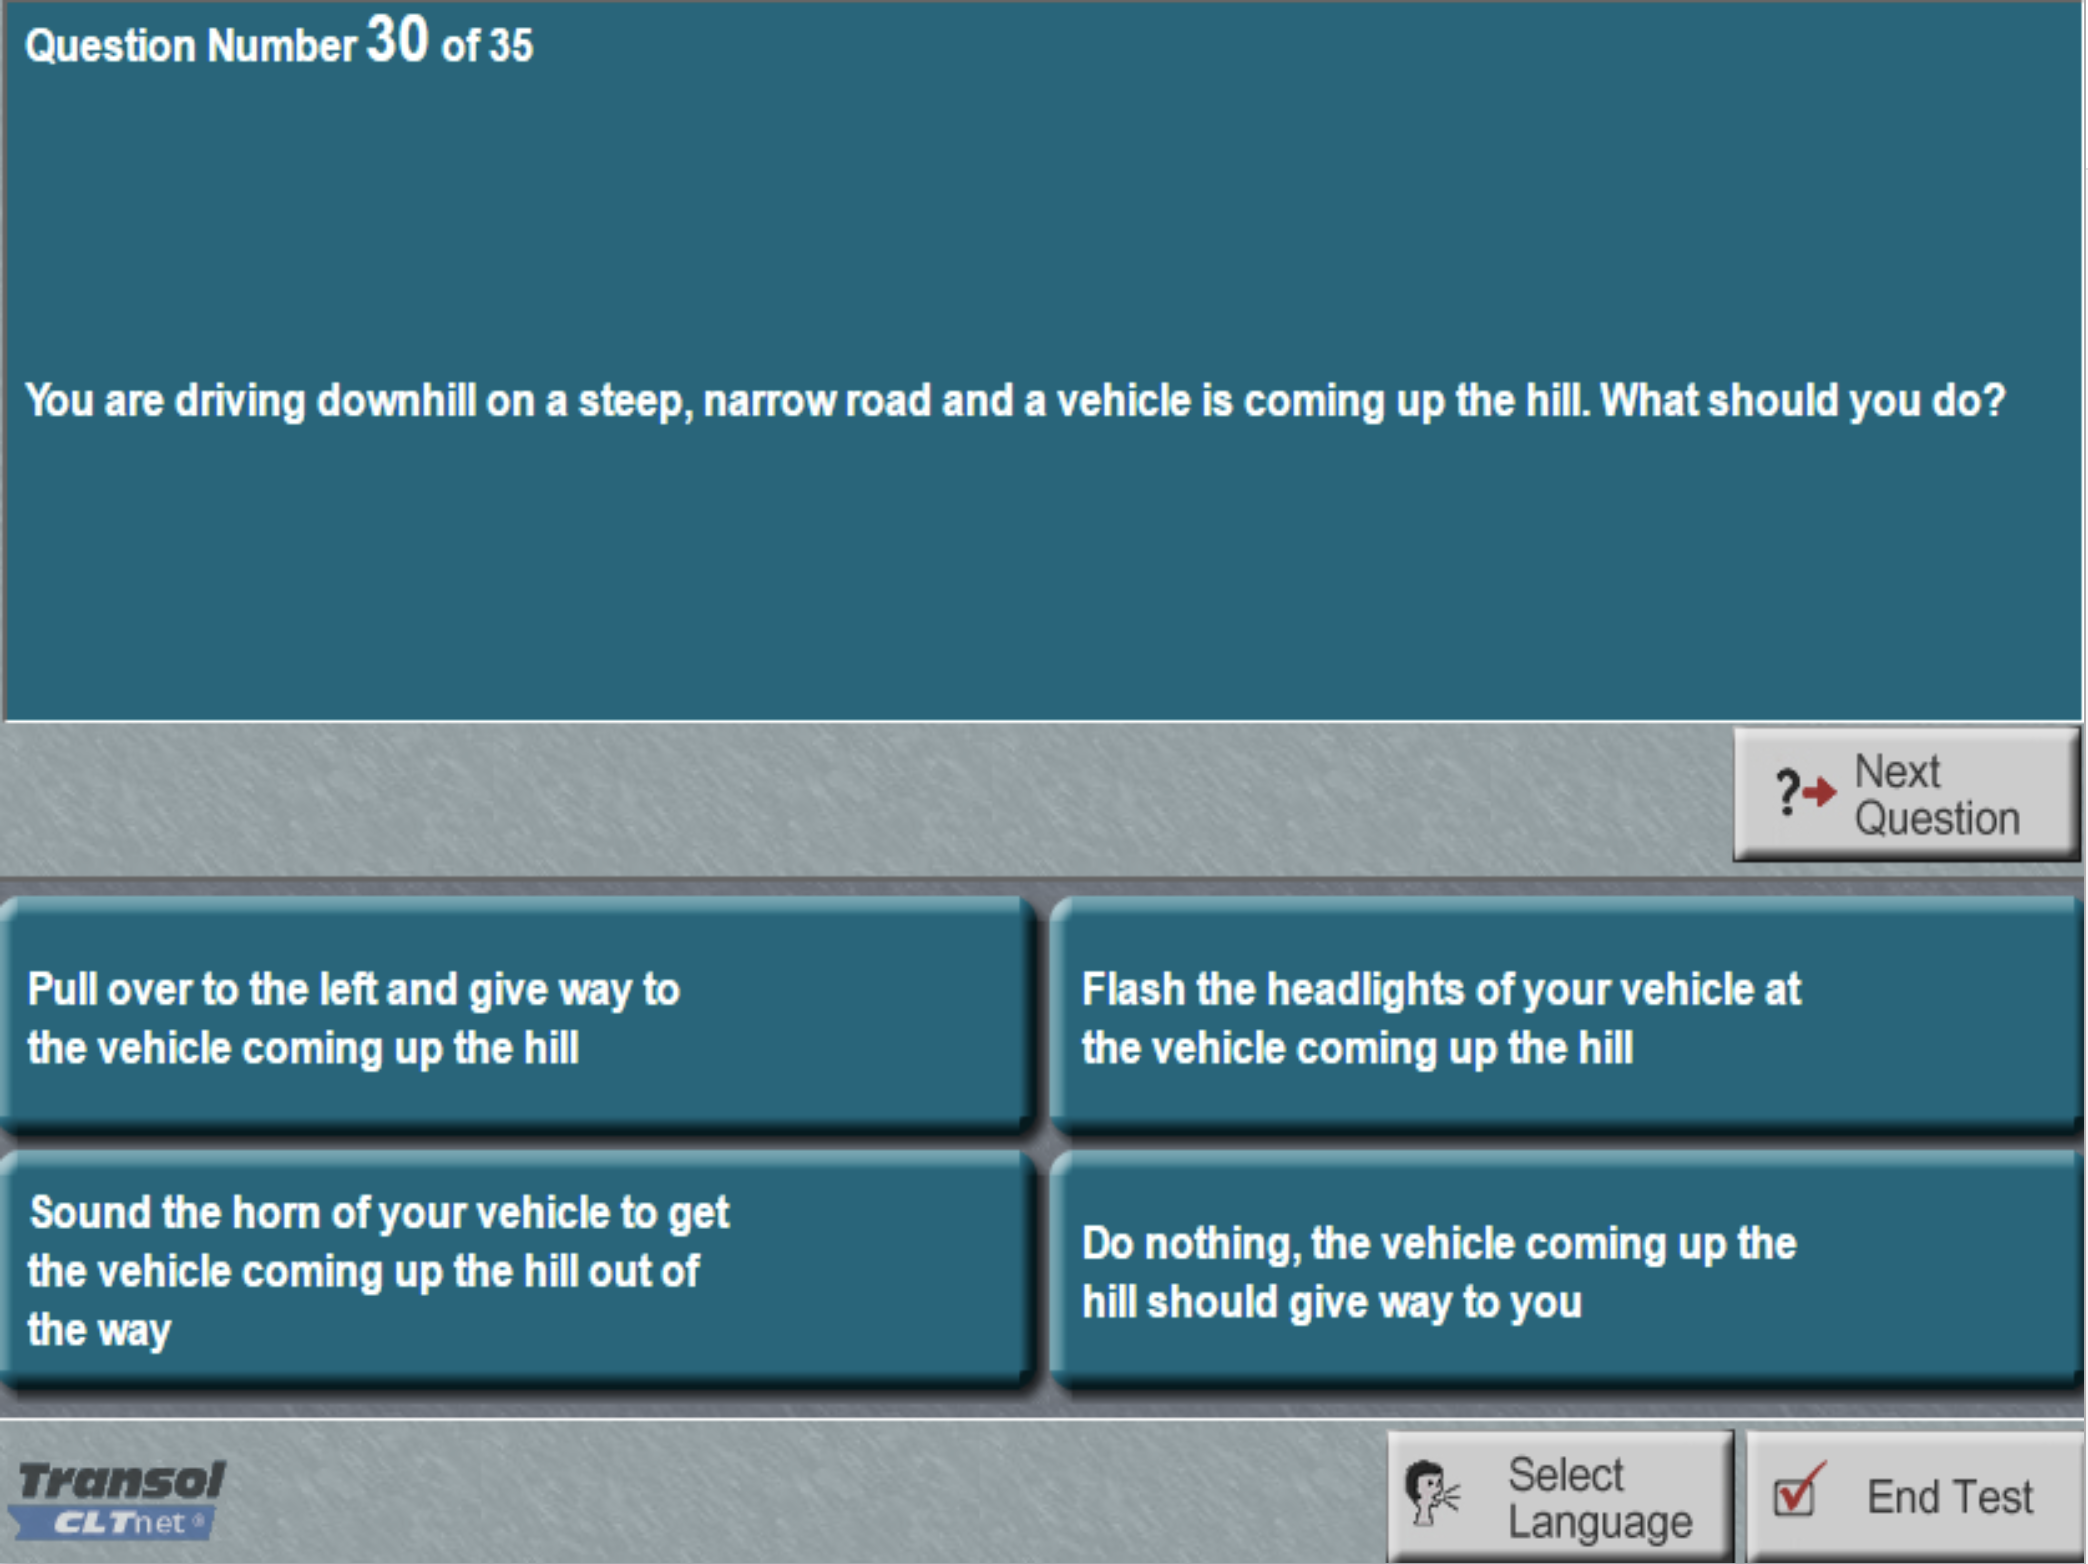 Question Number 30 of 35
You are driving downhill on a steep, narrow road and a vehicle is coming up the hill. What should you do?
Next
Question
Pull over to the left and give way to
the vehicle coming up the hill
Flash the headlights of your vehicle at
the vehicle coming up the hill
Sound the horn of your vehicle to get
the vehicle coming up the hill out of
the way
Do nothing, the vehicle coming up the
hill should give way to you
Transol
CLTnet®
Select
Language
End Test